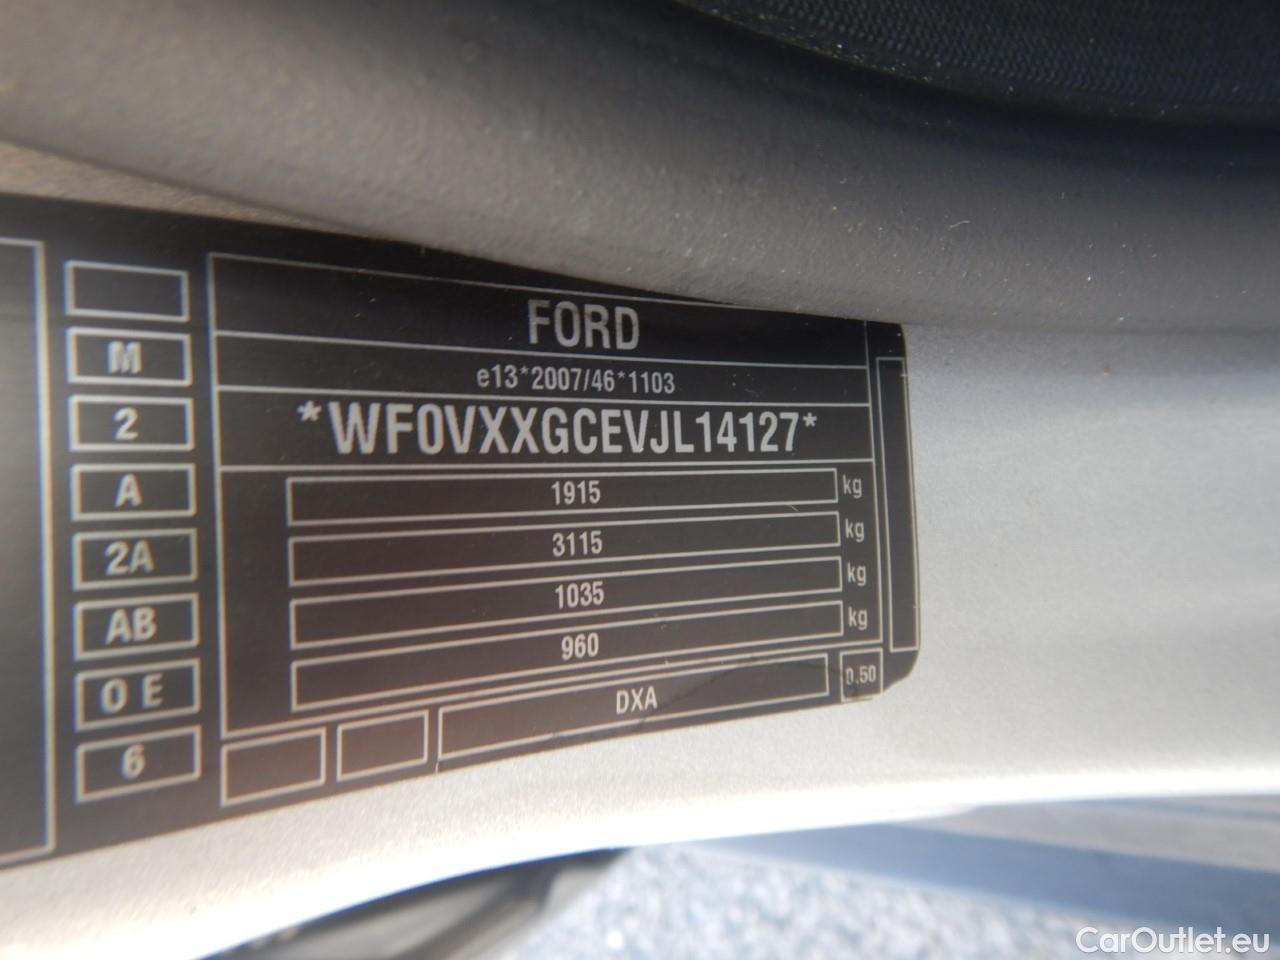 FORD
e13*2007/46*1103
*WF0VXXGCEVJL14127*
1915 kg
3115 kg
1035 kg
960 kg
DXA
0.50
M
2
A
2A
AB
0 E
6
CarOutlet.eu